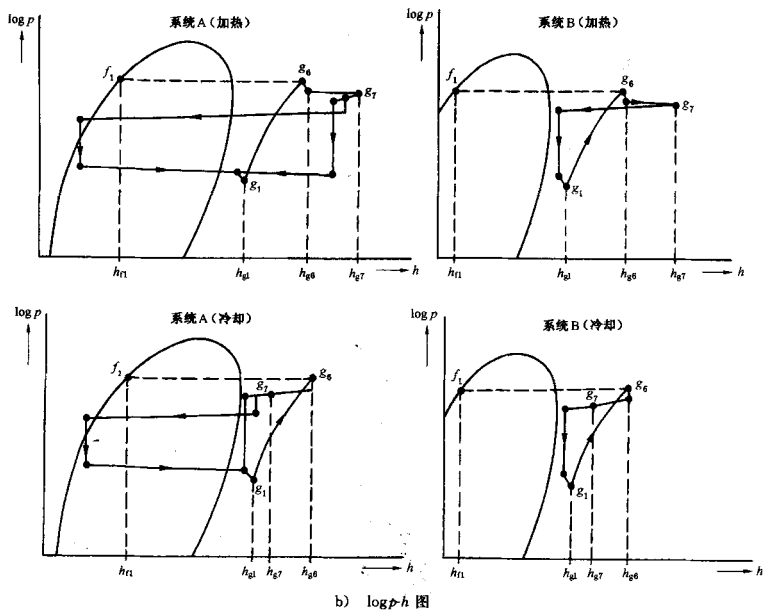 系统A(加热)
log p
f1
g6
g7
g1
hf1
hg1
hg6
hg7
h
系统B(加热)
log p
f1
g6
g7
g1
hf1
hg1
hg6
hg7
h
系统A(冷却)
log p
f1
g7
g6
g1
hf1
hg1
hg7
hg6
h
系统B(冷却)
log p
f1
g7
g6
g1
hf1
hg1
hg7
hg6
h
b) logp-h 图